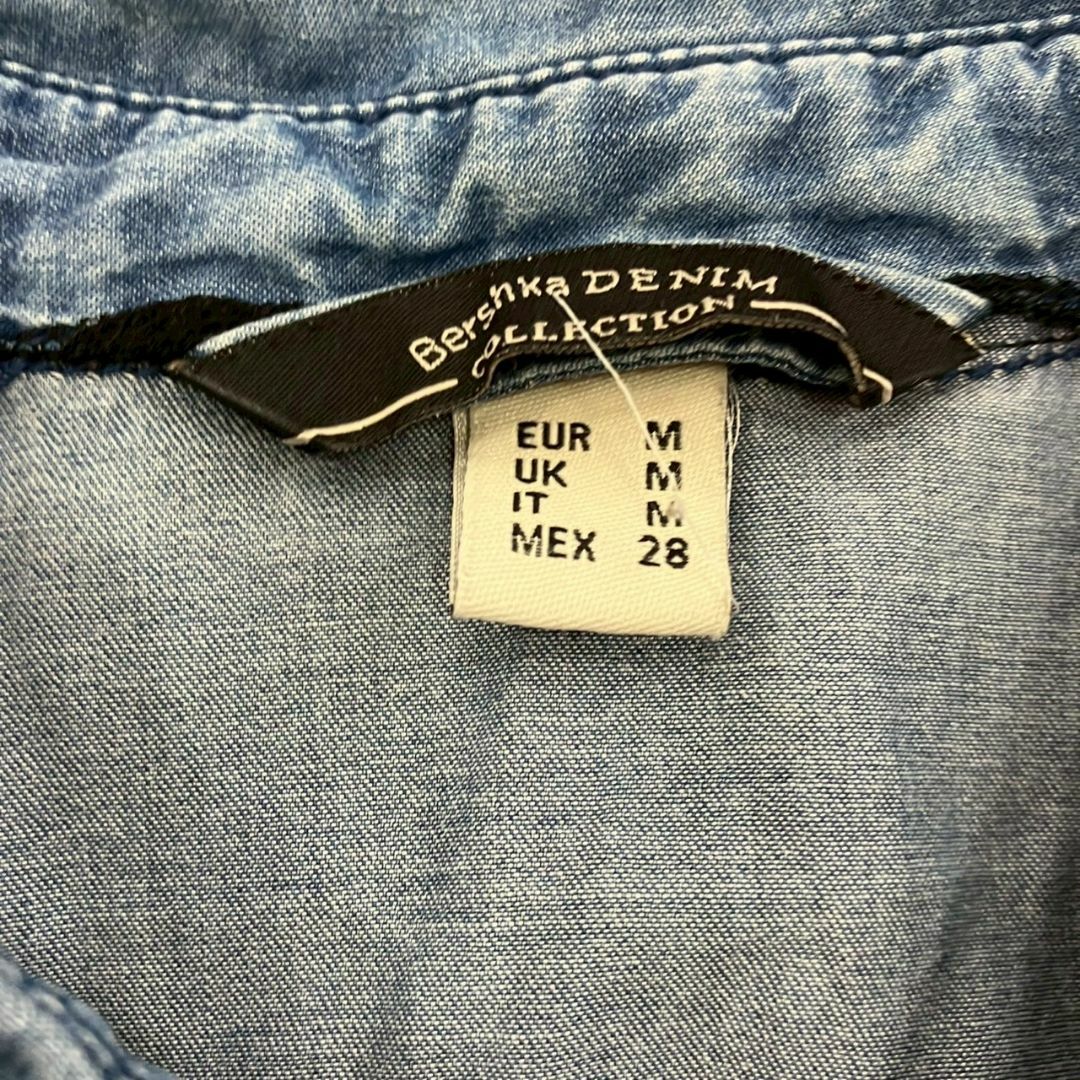 Bershka DENIM
COLLECTION
EUR M
UK M
IT M
MEX 28